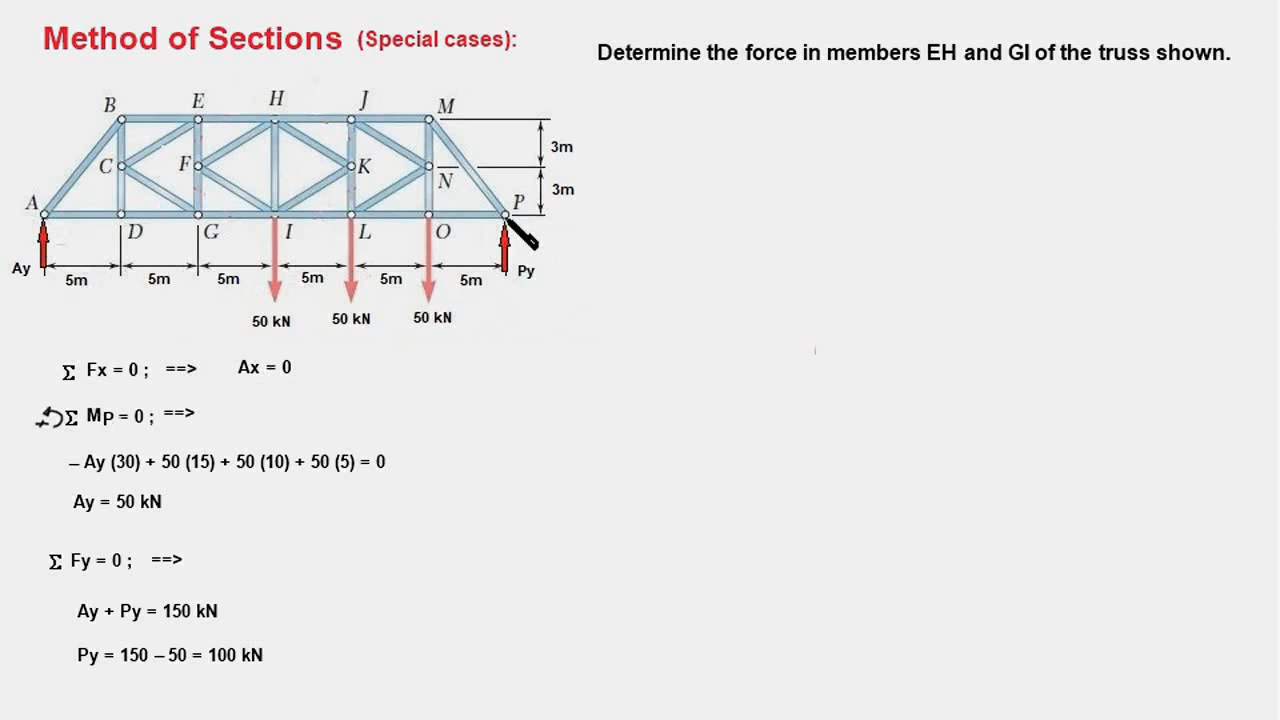 Method of Sections (Special cases):
Determine the force in members EH and GI of the truss shown.
B E H J M
3m
C F K N
3m
A P
D G I L O
Ay Py
5m 5m 5m 5m 5m 5m
50 kN 50 kN 50 kN
Σ Fx = 0 ; ==> Ax = 0
+ Σ MP = 0 ; ==>
– Ay (30) + 50 (15) + 50 (10) + 50 (5) = 0
Ay = 50 kN
Σ Fy = 0 ; ==>
Ay + Py = 150 kN
Py = 150 – 50 = 100 kN